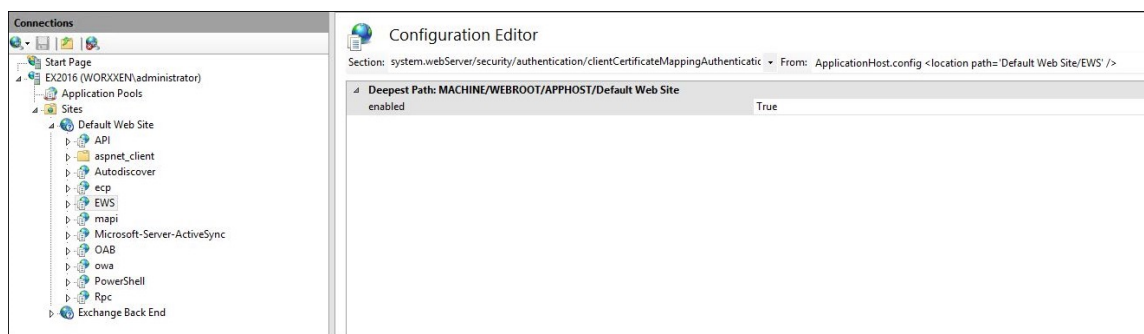 Connections
Start Page
EX2016 (WORXXEN\administrator)
Application Pools
Sites
Default Web Site
API
aspnet_client
Autodiscover
ecp
EWS
mapi
Microsoft-Server-ActiveSync
OAB
owa
PowerShell
Rpc
Exchange Back End
Configuration Editor
Section: system.webServer/security/authentication/clientCertificateMappingAuthentic From: ApplicationHost.config <location path='Default Web Site/EWS' />
Deepest Path: MACHINE/WEBROOT/APPHOST/Default Web Site
enabled True